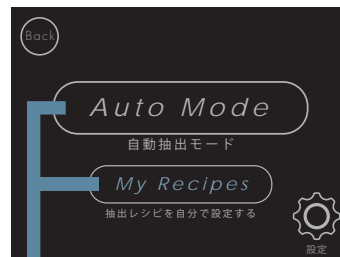 Back
Auto Mode
自動抽出モード
My Recipes
抽出レシピを自分で設定する
設定